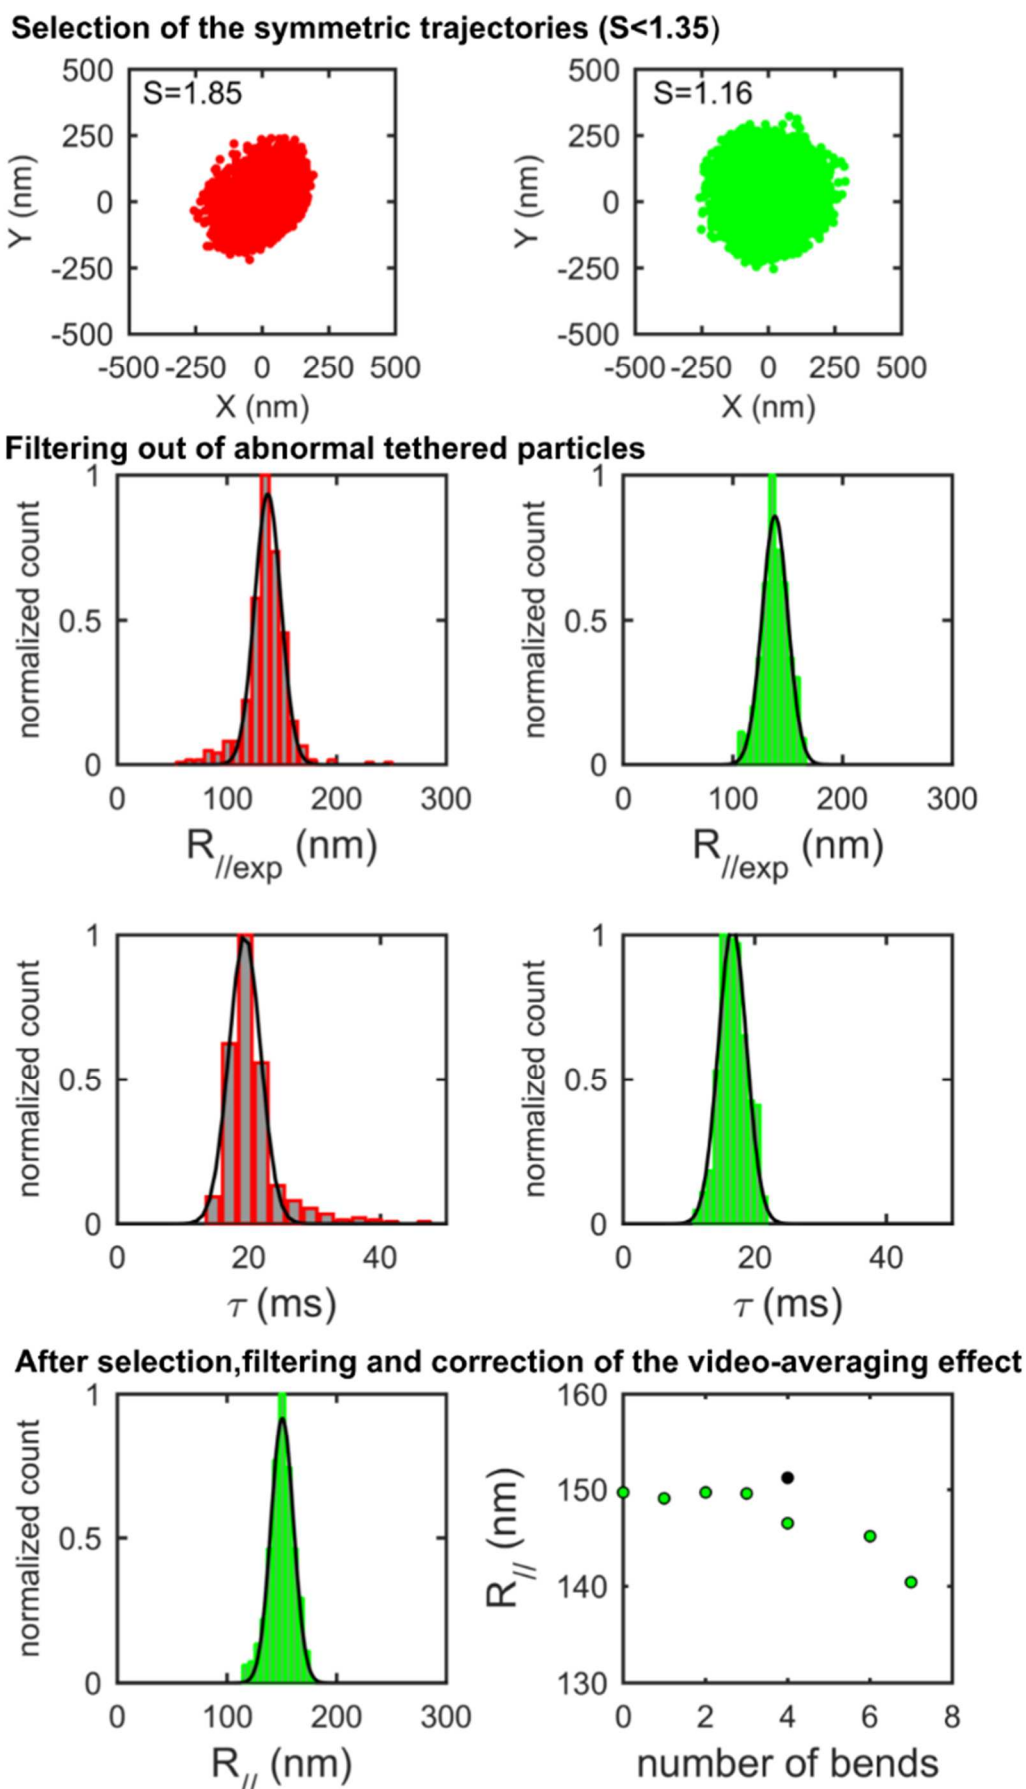 Selection of the symmetric trajectories (S<1.35)
500
250
0
-250
-500
Y (nm)
S=1.85
-500 -250 0 250 500
X (nm)
500
250
0
-250
-500
Y (nm)
S=1.16
-500 -250 0 250 500
X (nm)
Filtering out of abnormal tethered particles
1
0.5
0
normalized count
0 100 200 300
R//exp (nm)
1
0.5
0
normalized count
0 100 200 300
R//exp (nm)
1
0.5
0
normalized count
0 20 40
τ (ms)
1
0.5
0
normalized count
0 20 40
τ (ms)
After selection,filtering and correction of the video-averaging effect
1
0.5
0
normalized count
0 100 200 300
R// (nm)
160
150
140
130
R// (nm)
0 2 4 6 8
number of bends